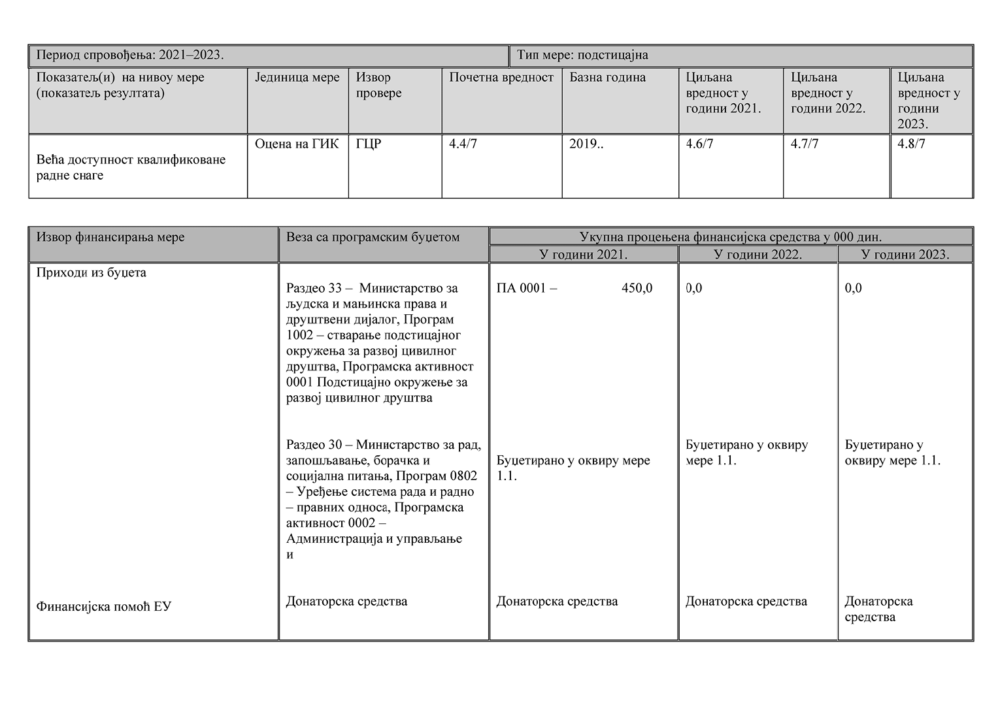 Период спровођења: 2021–2023.
Тип мере: подстицајна
Показатељ(и) на нивоу мере
(показатељ резултата)
Јединица мере
Извор
провере
Почетна вредност
Базна година
Циљана
вредност у
години 2021.
Циљана
вредност у
години 2022.
Циљана
вредност у
години
2023.
Већа доступност квалификоване
радне снаге
Оцена на ГИК
ГЦР
4.4/7
2019..
4.6/7
4.7/7
4.8/7
Извор финансирања мере
Веза са програмским буџетом
Укупна процењена финансијска средства у 000 дин.
У години 2021.
У години 2022.
У години 2023.
Приходи из буџета
Раздео 33 – Министарство за
људска и мањинска права и
друштвени дијалог, Програм
1002 – стварање подстицајног
окружења за развој цивилног
друштва, Програмска активност
0001 Подстицајно окружење за
развој цивилног друштва
ПА 0001 – 450,0
0,0
0,0
Раздео 30 – Министарство за рад,
запошљавање, борачка и
социјална питања, Програм 0802
– Уређење система рада и радно
– правних односа, Програмска
активност 0002 –
Администрација и управљање
и
Буџетирано у оквиру мере
1.1.
Буџетирано у оквиру
мере 1.1.
Буџетирано у
оквиру мере 1.1.
Финансијска помоћ ЕУ
Донаторска средства
Донаторска средства
Донаторска средства
Донаторска
средства